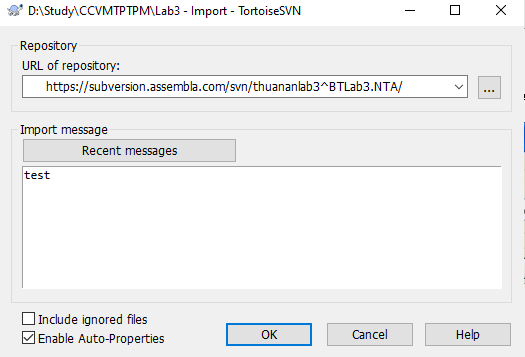 D:\Study\CCVMTPTPM\Lab3 - Import - TortoiseSVN
Repository
URL of repository:
https://subversion.assembla.com/svn/thuananlab3^BTLab3.NTA/
...
Import message
Recent messages
test
Include ignored files
Enable Auto-Properties
OK
Cancel
Help